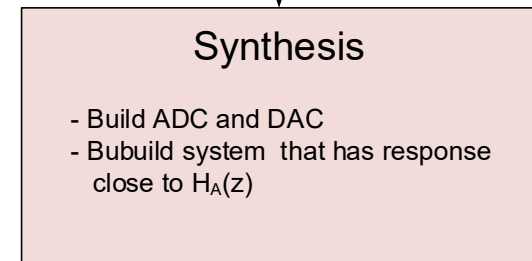 Synthesis
- Build ADC and DAC
- Bubuild system  that has response
close to HA(z)